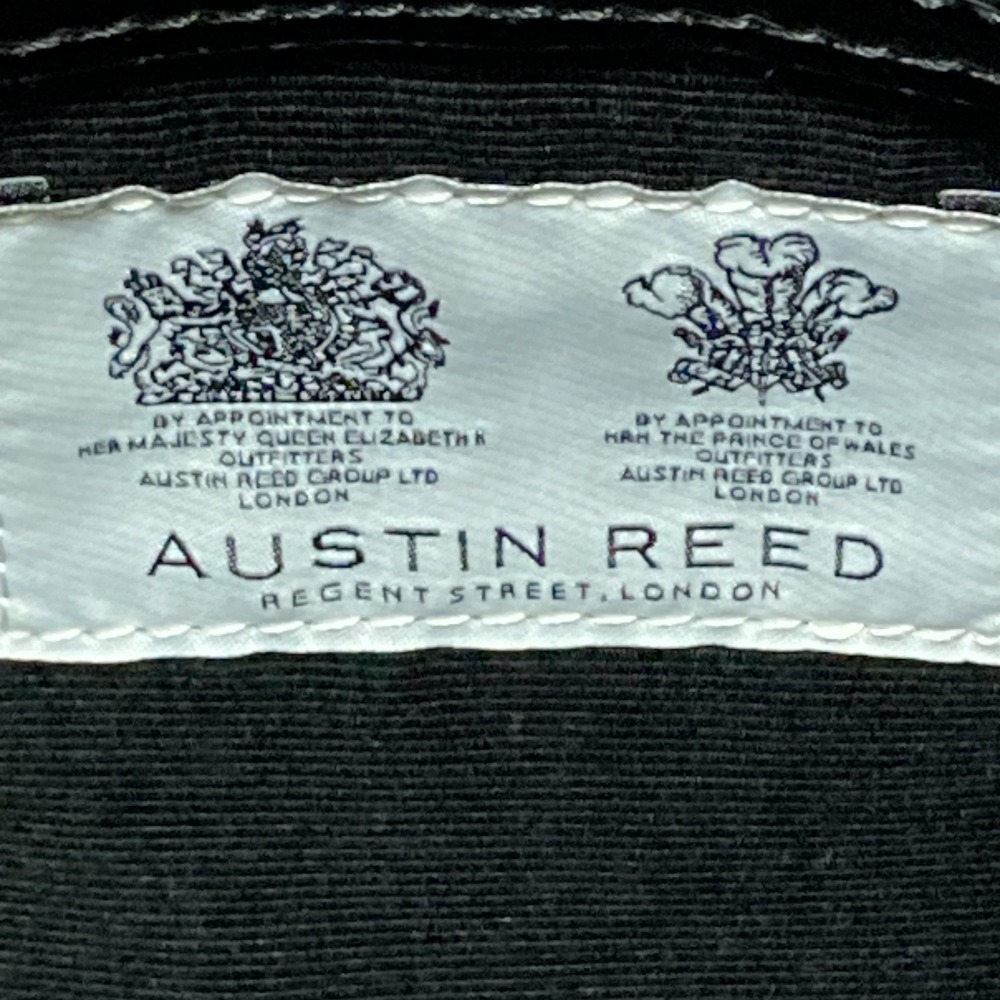 BY APPOINTMENT TO
HER MAJESTY QUEEN ELIZABETH II
OUTFITTERS
AUSTIN REED GROUP LTD
LONDON
BY APPOINTMENT TO
HRH THE PRINCE OF WALES
OUTFITTERS
AUSTIN REED GROUP LTD
LONDON
AUSTIN REED
REGENT STREET, LONDON